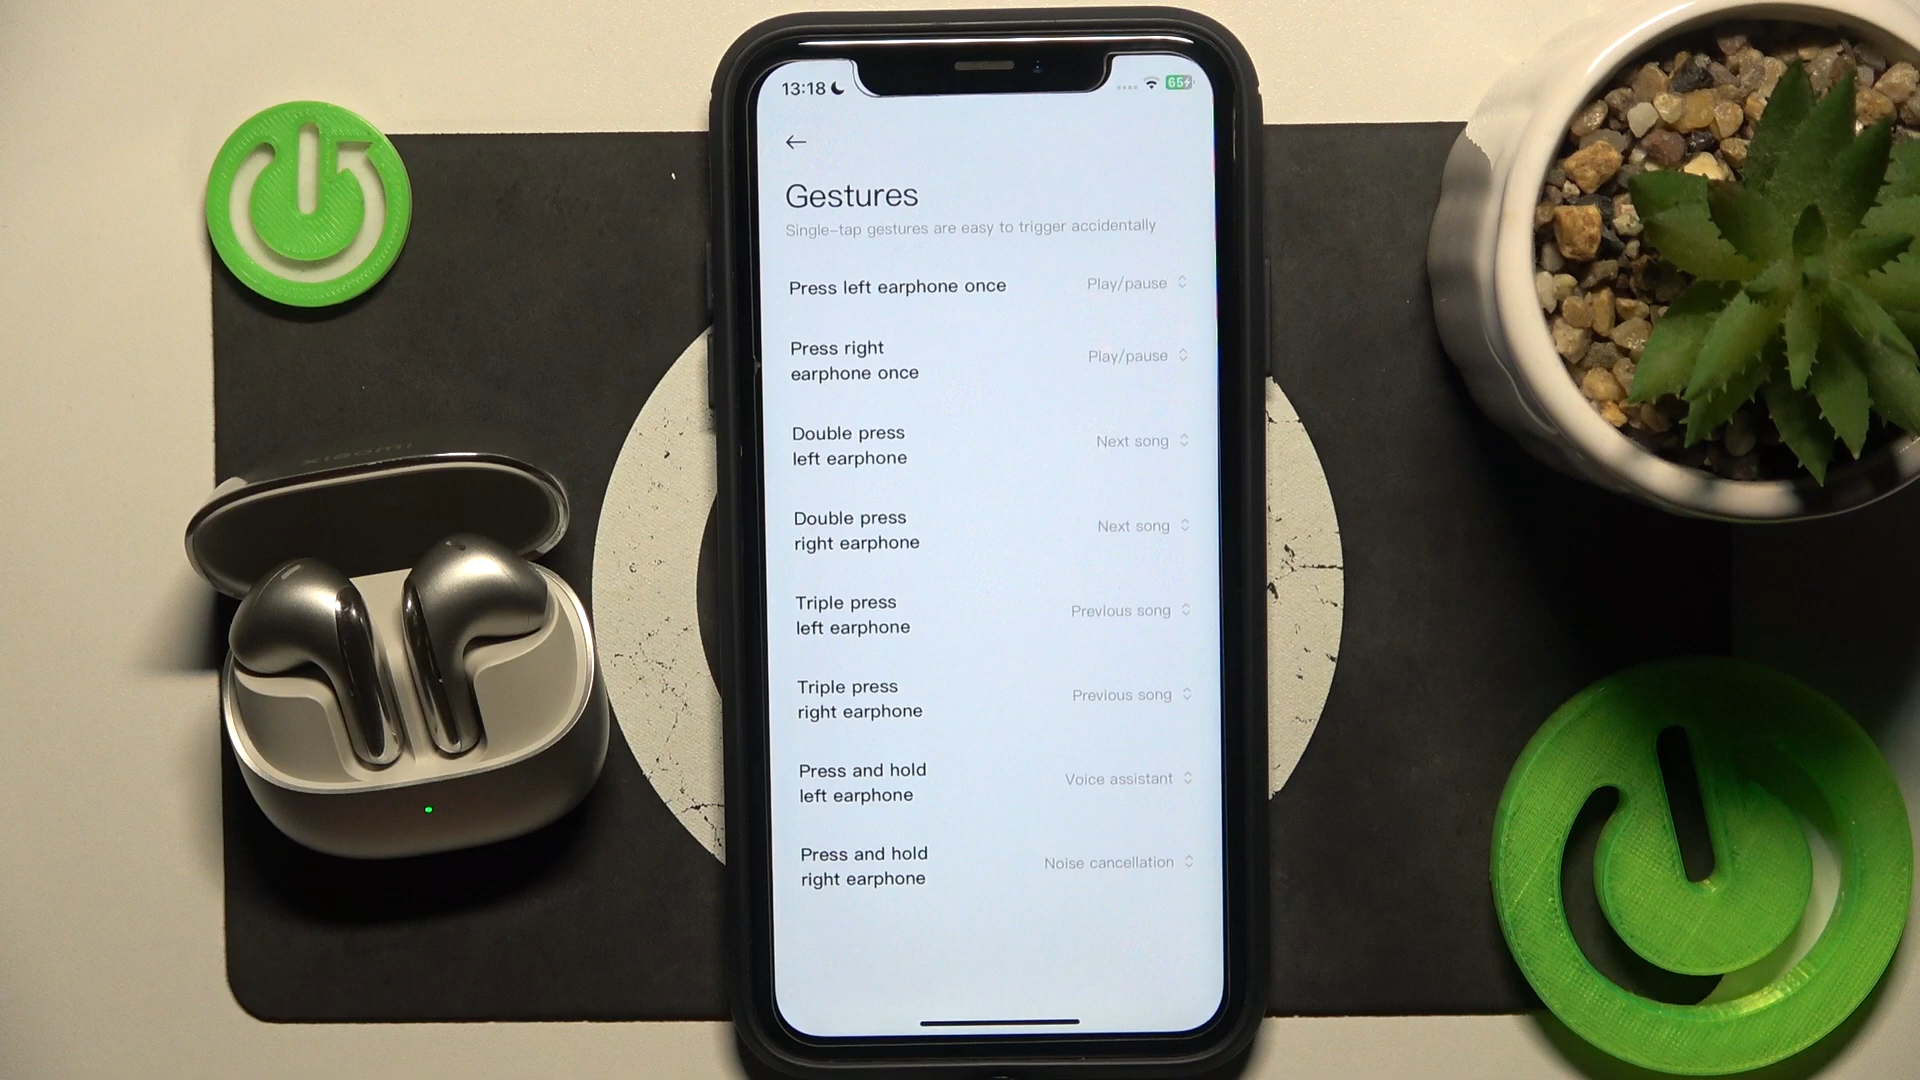 13:18
65
Gestures
Single-tap gestures are easy to trigger accidentally
Press left earphone once
Play/pause
Press right
earphone once
Play/pause
Double press
left earphone
Next song
Double press
right earphone
Next song
Triple press
left earphone
Previous song
Triple press
right earphone
Previous song
Press and hold
left earphone
Voice assistant
Press and hold
right earphone
Noise cancellation
xiaomi